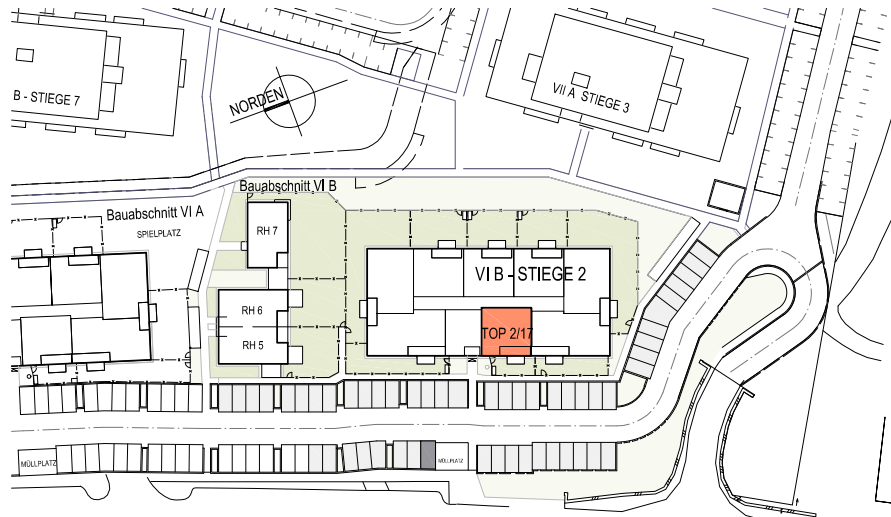 B - STIEGE 7
NORDEN
VII A STIEGE 3
Bauabschnitt VI B
Bauabschnitt VI A
SPIELPLATZ
RH 7
VI B - STIEGE 2
RH 6
RH 5
TOP 2/17
MÜLLPLATZ
MÜLLPLATZ